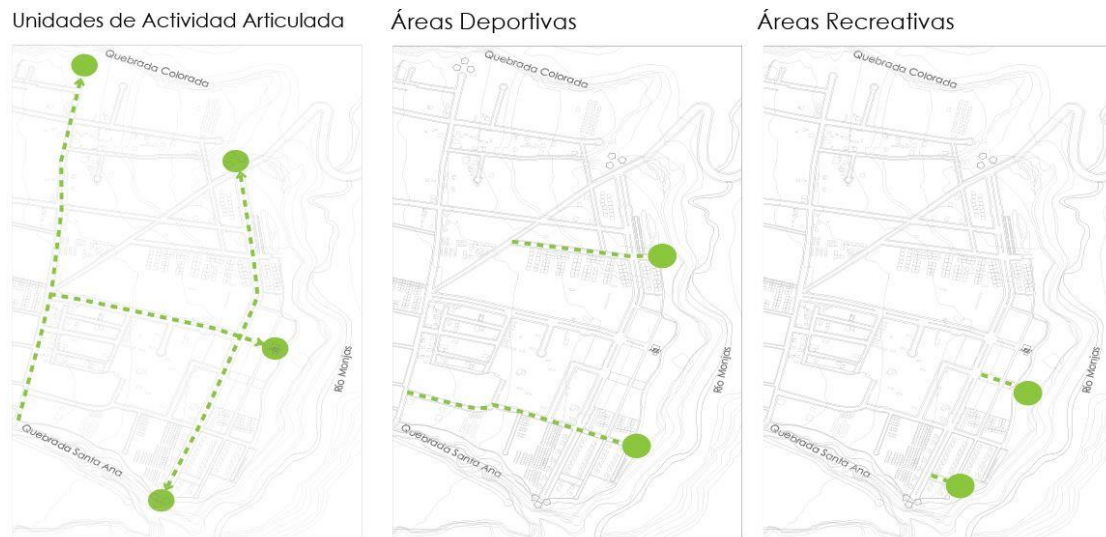 Unidades de Actividad Articulada
Áreas Deportivas
Áreas Recreativas
Quebrada Colorada
Río Monjas
Quebrada Santa Ana
Quebrada Colorada
Río Monjas
Quebrada Santa Ana
Quebrada Colorada
Río Monjas
Quebrada Santa Ana